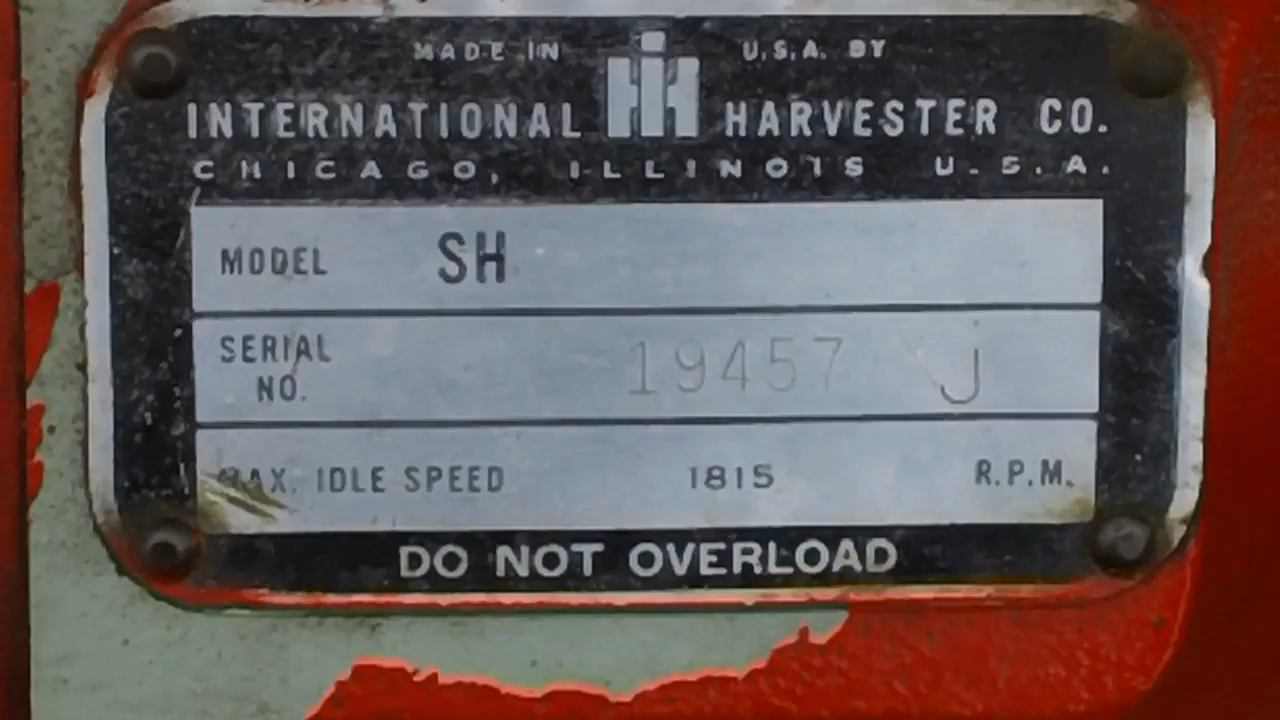 MADE IN IH U.S.A. BY
INTERNATIONAL HARVESTER CO.
CHICAGO, ILLINOIS U.S.A.
MODEL SH
SERIAL NO. 19457 J
MAX. IDLE SPEED 1815 R.P.M.
DO NOT OVERLOAD